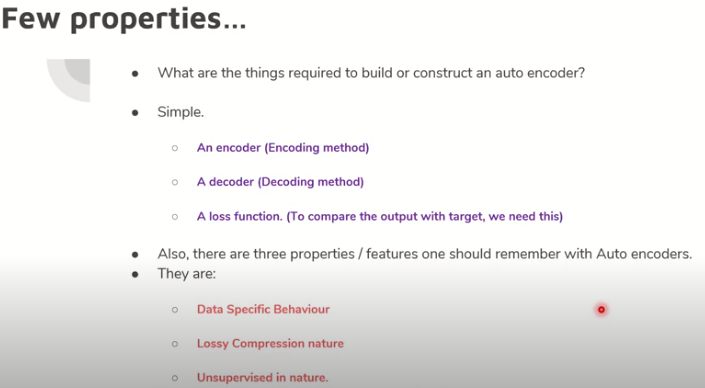 Few properties...
● What are the things required to build or construct an auto encoder?
● Simple.
○ An encoder (Encoding method)
○ A decoder (Decoding method)
○ A loss function. (To compare the output with target, we need this)
● Also, there are three properties / features one should remember with Auto encoders.
● They are:
○ Data Specific Behaviour
○ Lossy Compression nature
○ Unsupervised in nature.